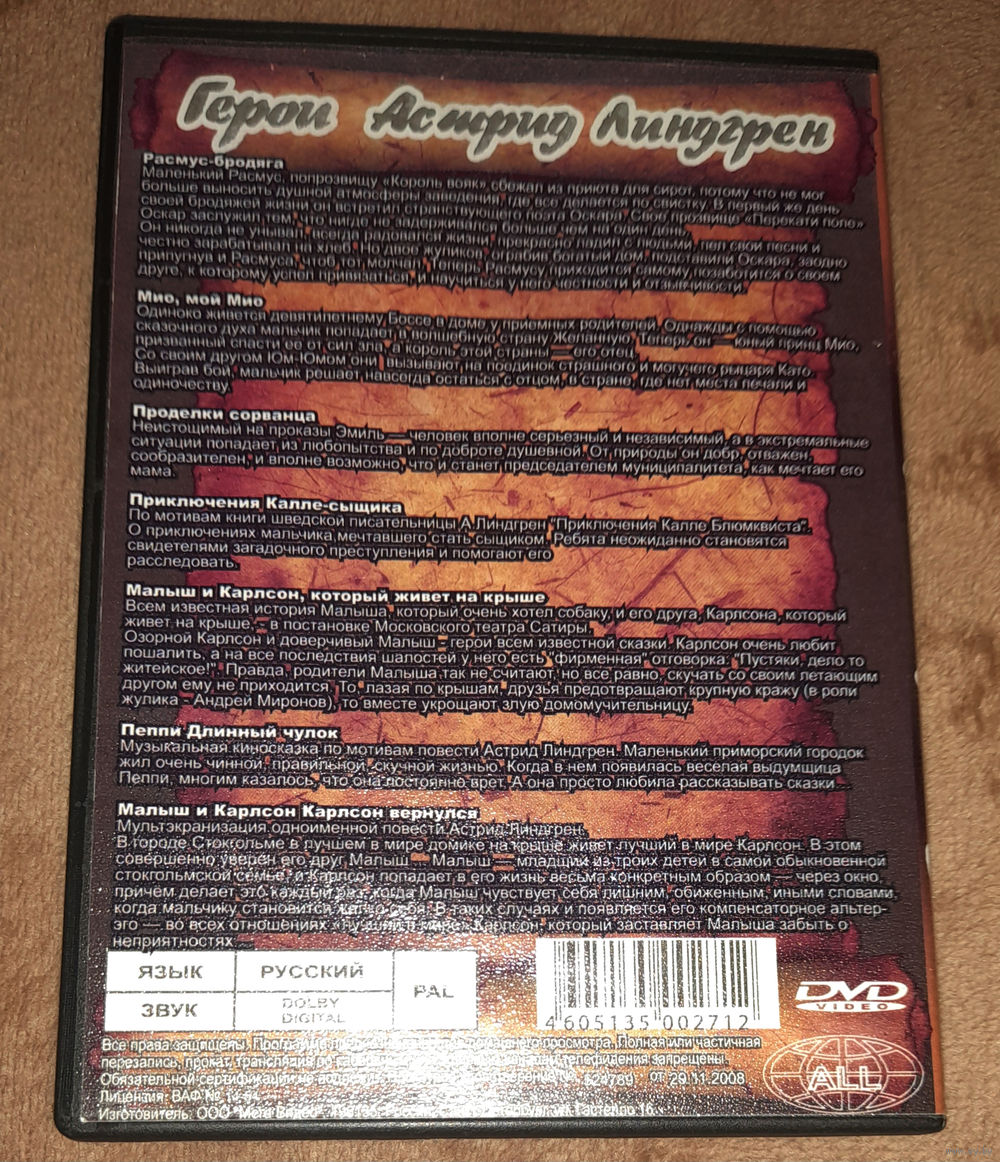 Герои Астрид Линдгрен
Расмус-бродяга
Маленький Расмус, попрозвищу «Король вояк» сбежал из приюта для сирот, потому что не мог
больше выносить душной атмосферы заведения, где все делается по свистку. В первый же день
своей бродяжей жизни он встретил странствующего поэта Оскара. Свое прозвище «Перекати поле»
Оскар заслужил тем, что нигде не задерживался больше, чем на один день.
Он никогда не унывал, всегда радовался жизни, прекрасно ладил с людьми, пел свои песни и
честно зарабатывал на хлеб. Но двое жуликов, ограбив богатый дом, подставили Оскара, заодно
припугнув и Расмуса, чтоб тот молчал. Теперь Расмусу приходится самому позаботится о своем
друге, к которому успел привязаться, и научиться у него честности и отзывчивости.
Мио, мой Мио
Одиноко живется девятилетнему Боссе в доме у приемных родителей. Однажды с помощью
сказочного духа мальчик попадает в волшебную страну Желанную. Теперь он — юный принц Мио,
призванный спасти ее от сил зла, а король этой страны — его отец.
Со своим другом Юм-Юмом они вызывают на поединок страшного и могучего рыцаря Като.
Выиграв бой, мальчик решает навсегда остаться с отцом, в стране, где нет места печали и
одиночеству.
Проделки сорванца
Неистощимый на проказы Эмиль — человек вполне серьезный и независимый, а в экстремальные
ситуации попадает из любопытства и по доброте душевной. От природы он добр, отважен,
сообразителен, и вполне возможно, что и станет председателем муниципалитета, как мечтает его
мама.
Приключения Калле-сыщика
По мотивам книги шведской писательницы А.Линдгрен "Приключения Калле Блюмквиста".
О приключениях мальчика,мечтавшего стать сыщиком. Ребята неожиданно становятся
свидетелями загадочного преступления и помогают его
расследовать.
Малыш и Карлсон, который живет на крыше
Всем известная история Малыша, который очень хотел собаку, и его друга, Карлсона, который
живет на крыше, - в постановке Московского театра Сатиры.
Озорной Карлсон и доверчивый Малыш - герои всем известной сказки. Карлсон очень любит
пошалить, а на все последствия шалостей у него есть "фирменная" отговорка: "Пустяки, дело то
житейское!". Правда, родители Малыша так не считают, но все равно, скучать со своим летающим
другом ему не приходится. То, лазая по крышам, друзья предотвращают крупную кражу (в роли
жулика - Андрей Миронов), то вместе укрощают злую домомучительницу.
Пеппи Длинный чулок
Музыкальная киносказка по мотивам повести Астрид Линдгрен. Маленький приморский городок
жил очень чинной, правильной, скучной жизнью. Когда в нем появилась веселая выдумщица
Пеппи, многим казалось, что она постоянно врет. А она просто любила рассказывать сказки...
Малыш и Карлсон Карлсон вернулся
Мультэкранизация одноименной повести Астрид Линдгрен.
В городе Стокгольме в лучшем в мире домике на крыше живет лучший в мире Карлсон. В этом
совершенно уверен его друг Малыш — Малыш — младший из троих детей в самой обыкновенной
стокгольмской семье, и Карлсон попадает в его жизнь весьма конкретным образом — через окно,
причём делает это каждый раз, когда Малыш чувствует себя лишним, обиженным, иными словами,
когда мальчику становится жалко себя. В таких случаях и появляется его компенсаторное альтер-
эго — во всех отношениях «лучший в мире» Карлсон, который заставляет Малыша забыть о
неприятностях...
ЯЗЫК РУССКИЙ PAL
ЗВУК DOLBY DIGITAL
4 605135 002712
DVD VIDEO
Все права защищены. Программа домашнего просмотра. Полная или частичная
перезапись, прокат, трансляция по телевидения запрещены.
Обязательной сертификации не №624789 от 29.11.2008
Лицензия: ВАФ №
Изготовитель: ООО "Мега Видео", Гастелло 16
ALL